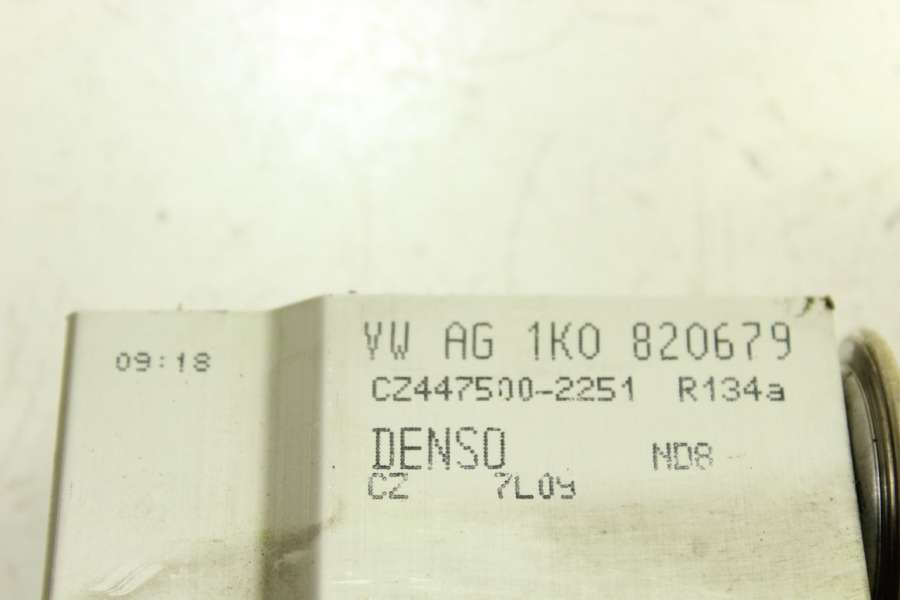 09:18
VW AG 1K0 820679
CZ447500-2251 R134a
DENSO ND8
CZ 7L09